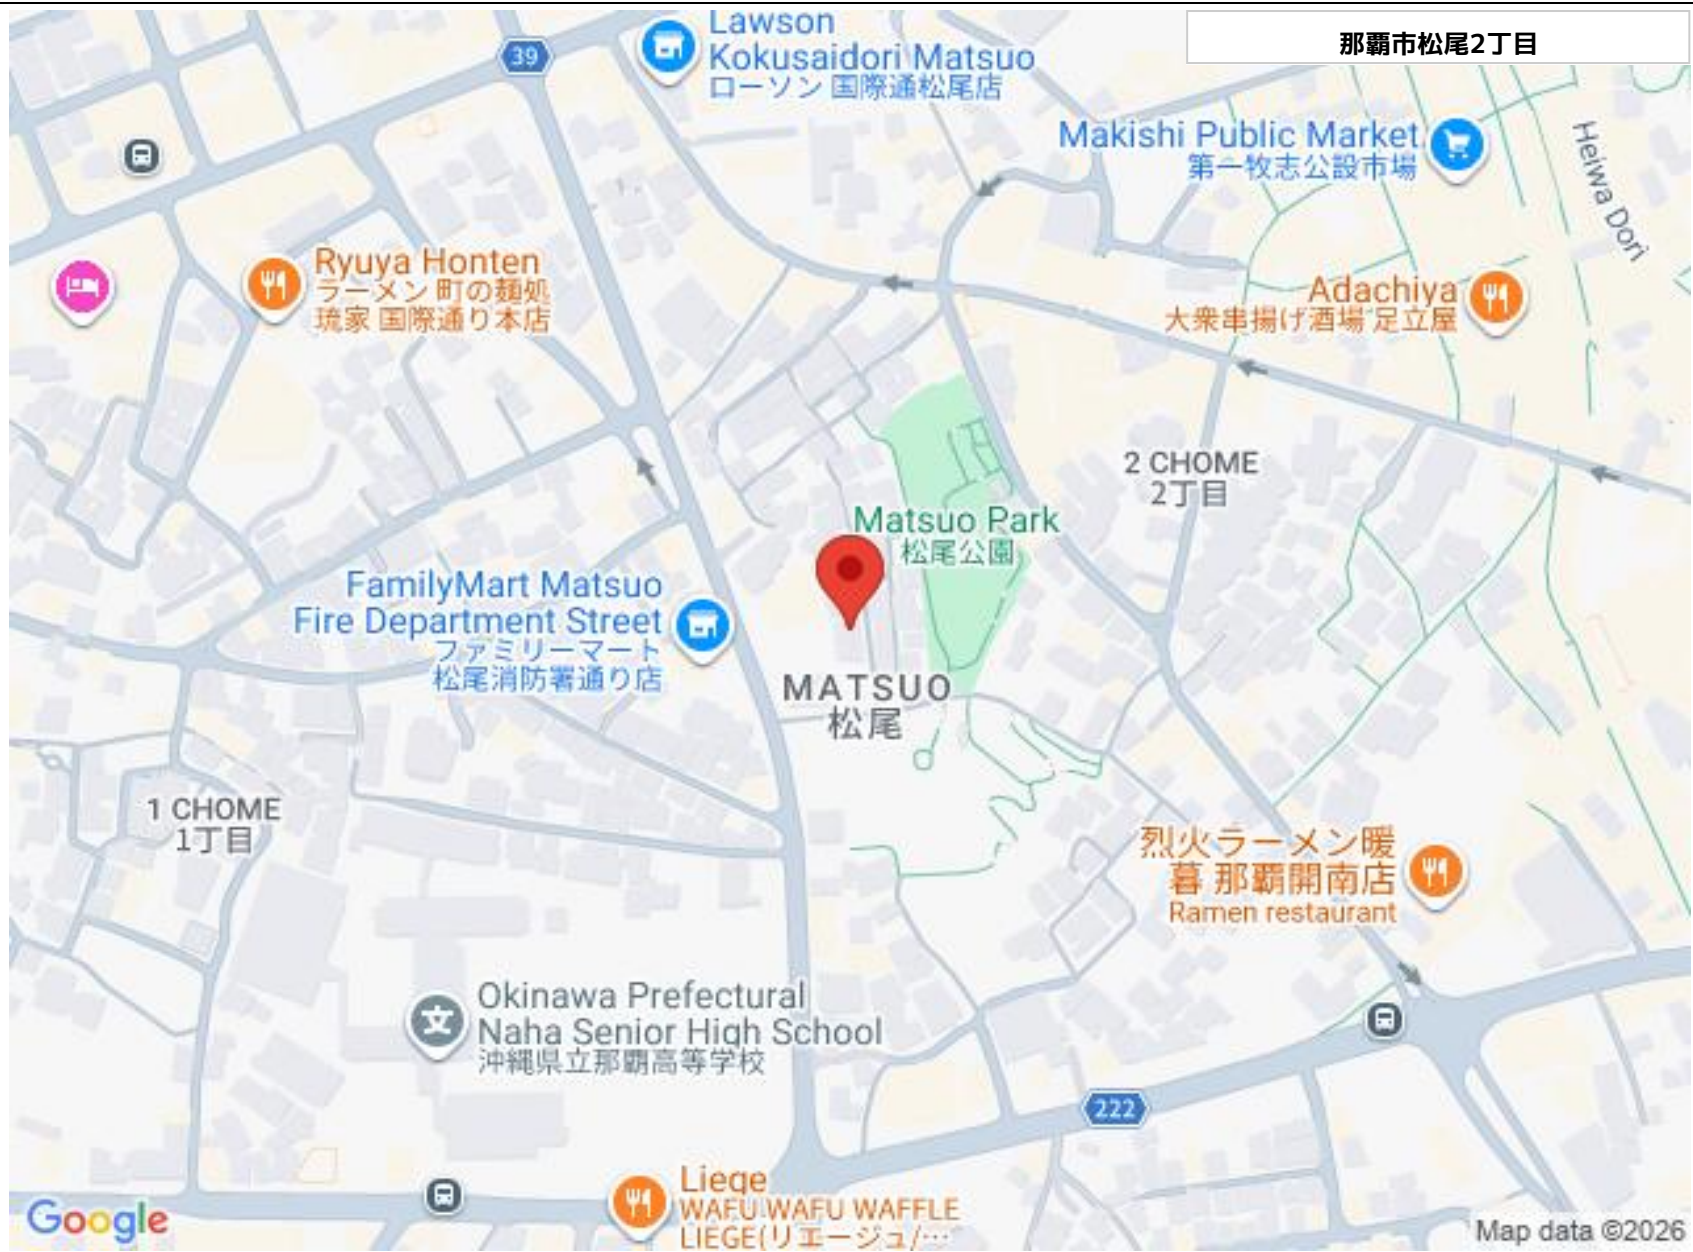 那覇市松尾2丁目
Lawson
Kokusaidori Matsuo
ローソン 国際通松尾店
39
Makishi Public Market
第一牧志公設市場
Heiwa Dori
Ryuya Honten
ラーメン 町の麺処
琉家 国際通り本店
Adachiya
大衆串揚げ酒場 足立屋
2 CHOME
2丁目
Matsuo Park
松尾公園
FamilyMart Matsuo
Fire Department Street
ファミリーマート
松尾消防署通り店
MATSUO
松尾
1 CHOME
1丁目
烈火ラーメン暖
暮 那覇開南店
Ramen restaurant
文
Okinawa Prefectural
Naha Senior High School
沖縄県立那覇高等学校
222
Liege
WAFU WAFU WAFFLE
LIEGE(リエージュ/…
Google
Map data ©2026